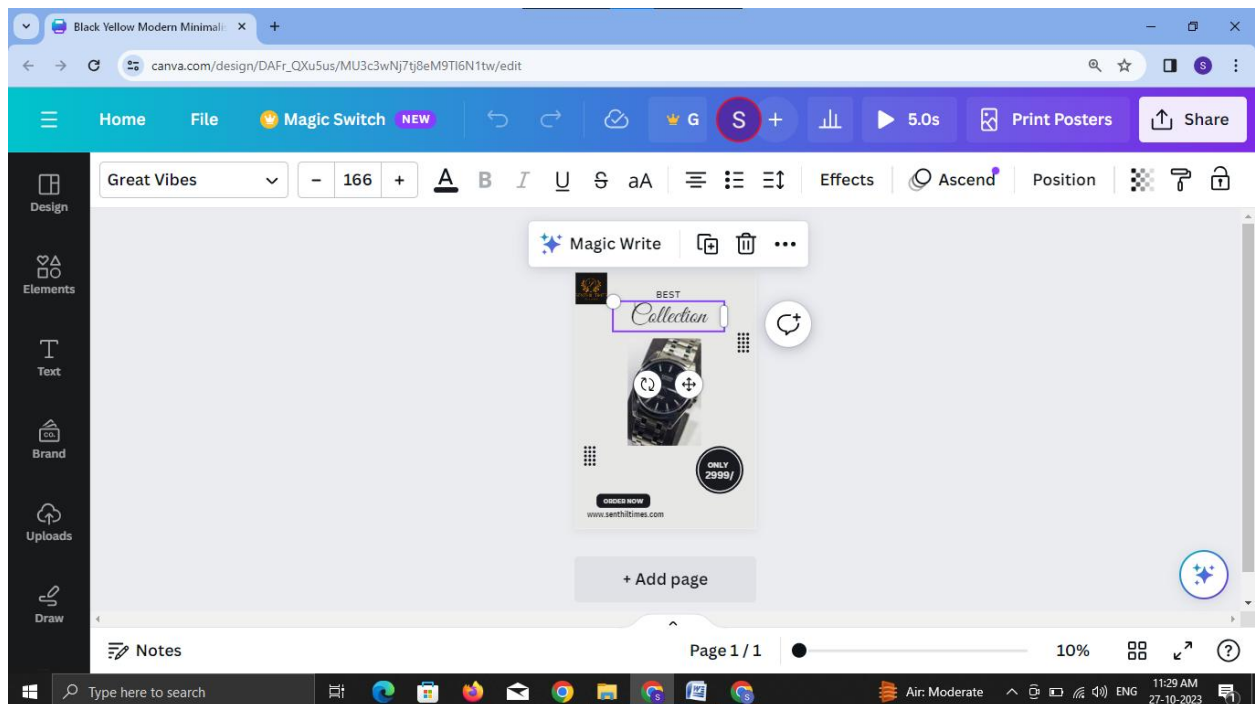 Black Yellow Modern Minimalis
canva.com/design/DAFr_QXu5us/MU3c3wNj7tj8eM9Tl6N1tw/edit
S
Home File Magic Switch NEW G S + 5.0s Print Posters Share
Great Vibes - 166 + A B I U S aA Effects Ascend Position
Design
Elements
Text
Brand
Uploads
Draw
Magic Write
BEST
Collection
ONLY
2999/
ORDER NOW
www.senthiltimes.com
+ Add page
Notes Page 1 / 1 10%
Type here to search
Air: Moderate ENG 11:29 AM
27-10-2023